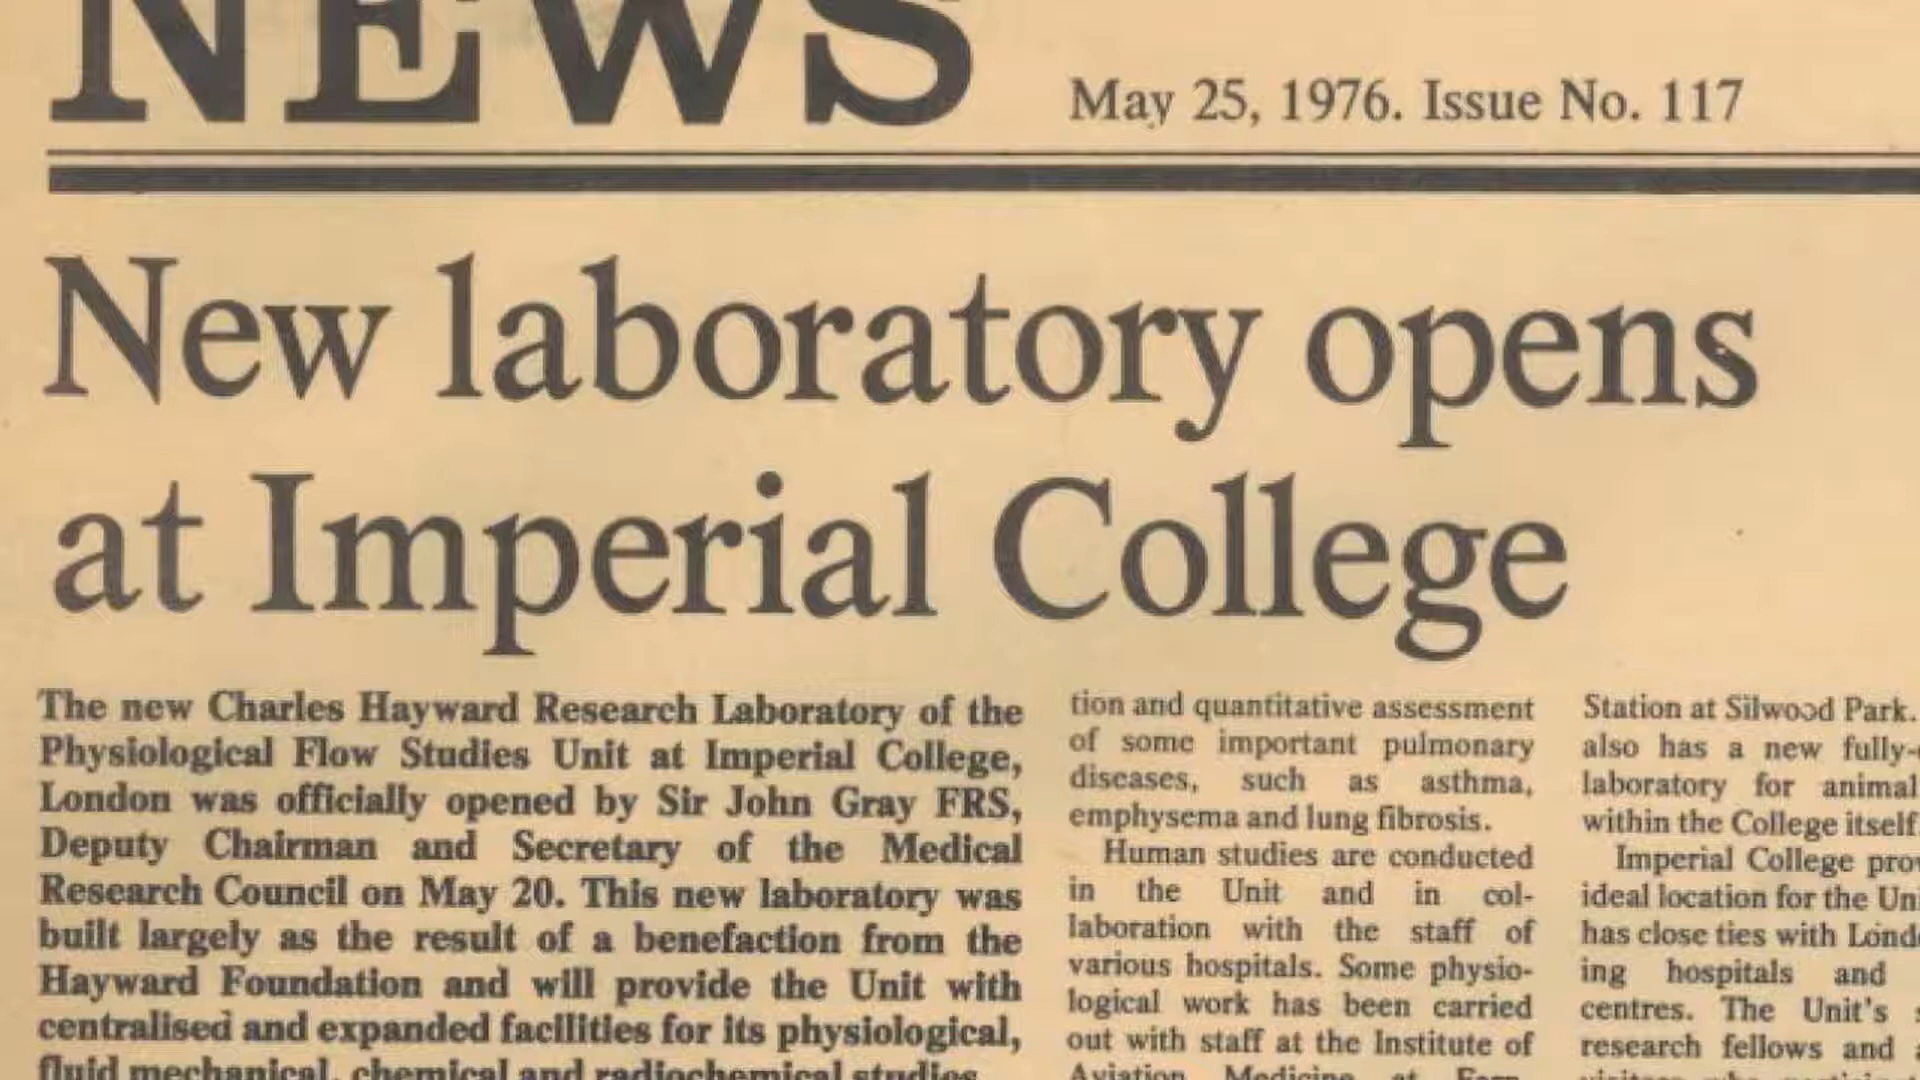 NEWS
May 25, 1976. Issue No. 117
New laboratory opens
at Imperial College
The new Charles Hayward Research Laboratory of the
Physiological Flow Studies Unit at Imperial College,
London was officially opened by Sir John Gray FRS,
Deputy Chairman and Secretary of the Medical
Research Council on May 20. This new laboratory was
built largely as the result of a benefaction from the
Hayward Foundation and will provide the Unit with
centralised and expanded facilities for its physiological,
fluid mechanical, chemical and radiochemical studies.
tion and quantitative assessment
of some important pulmonary
diseases, such as asthma,
emphysema and lung fibrosis.
Human studies are conducted
in the Unit and in col-
laboration with the staff of
various hospitals. Some physio-
logical work has been carried
out with staff at the Institute of
Aviation Medicine at
Station at Silwood Park.
also has a new fully-
laboratory for animal
within the College itself
Imperial College
ideal location for the
has close ties with
ing hospitals and
centres. The Unit's
research fellows and